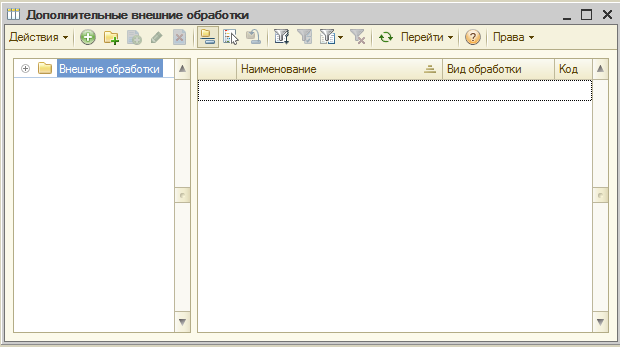 Дополнительные внешние обработки
Действия Перейти ? Права
Внешние обработки
Наименование Вид обработки Код